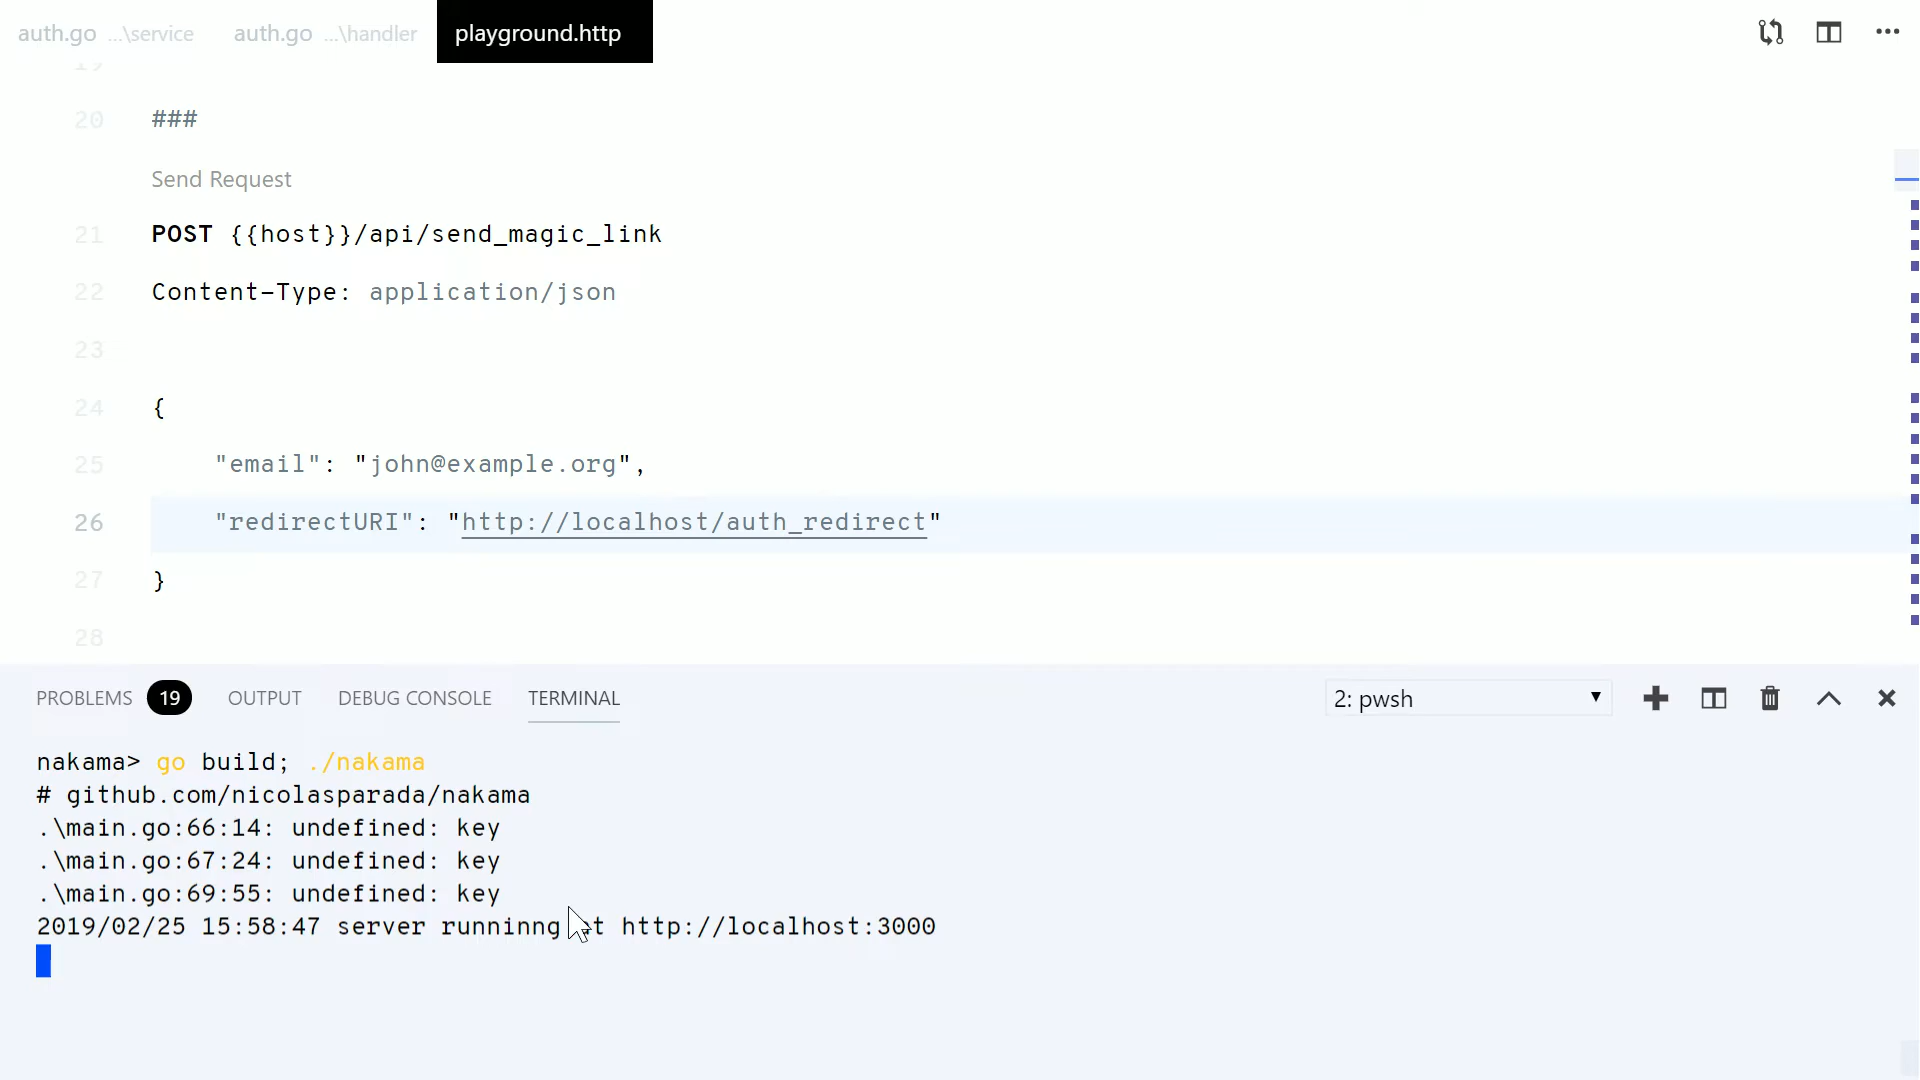 auth.go ...\service auth.go ...\handler playground.http
19
20 ###
Send Request
21 POST {{host}}/api/send_magic_link
22 Content-Type: application/json
23
24 {
25 "email": "john@example.org",
26 "redirectURI": "http://localhost/auth_redirect"
27 }
28
PROBLEMS 19 OUTPUT DEBUG CONSOLE TERMINAL 2: pwsh
nakama> go build; ./nakama
# github.com/nicolasparada/nakama
.\main.go:66:14: undefined: key
.\main.go:67:24: undefined: key
.\main.go:69:55: undefined: key
2019/02/25 15:58:47 server runninng at http://localhost:3000